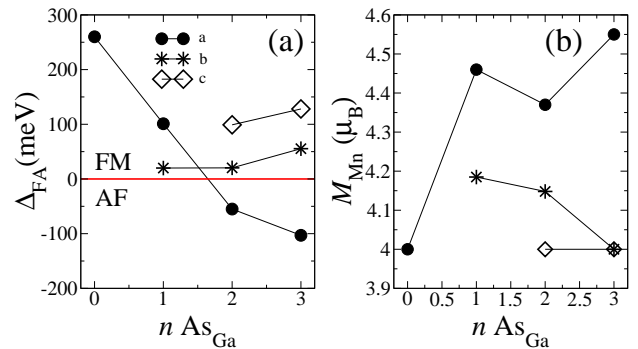 (a)
a
b
c
300
200
100
0
-100
-200
Δ_FA (meV)
FM
AF
0 1 2 3
n As_Ga
(b)
4.6
4.5
4.4
4.3
4.2
4.1
4
3.9
M_Mn (μ_B)
0 0.5 1 1.5 2 2.5 3
n As_Ga